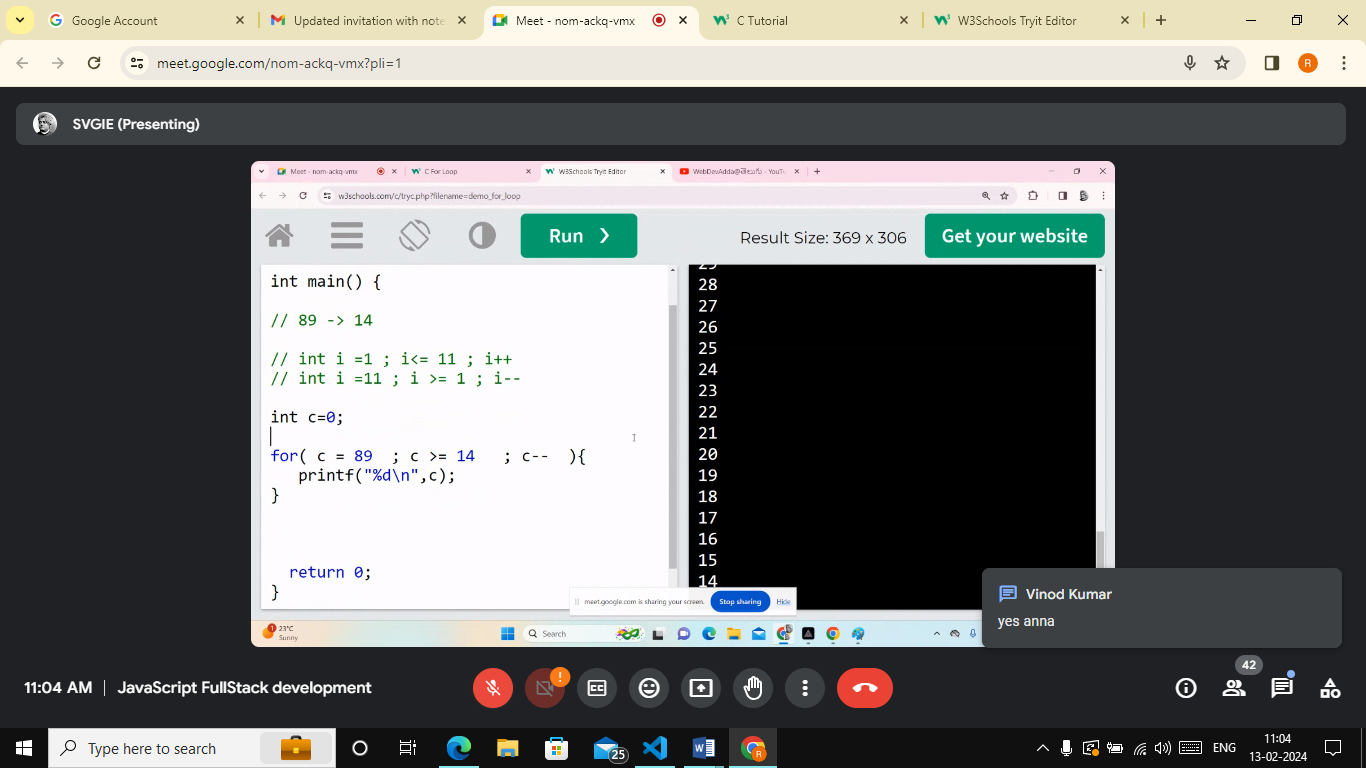 Google Account
Updated invitation with note
Meet - nom-ackq-vmx
C Tutorial
W3Schools Tryit Editor
meet.google.com/nom-ackq-vmx?pli=1
R
SVGIE (Presenting)
Meet - nom-ackq-vmx
C For Loop
W3Schools Tryit Editor
w3schools.com/c/tryc.php?filename=demo_for_loop
Run ❯
Result Size: 369 x 306
Get your website
int main() {
// 89 -> 14
// int i =1 ; i<= 11 ; i++
// int i =11 ; i >= 1 ; i--
int c=0;
for( c = 89  ; c >= 14   ; c--  ){
printf("%d\n",c);
}
return 0;
}
29
28
27
26
25
24
23
22
21
20
19
18
17
16
15
14
meet.google.com is sharing your screen.
Stop sharing
Hide
Vinod Kumar
yes anna
1
23°C
Sunny
Search
42
11:04 AM | JavaScript FullStack development
Type here to search
25
R
ENG
11:04
13-02-2024